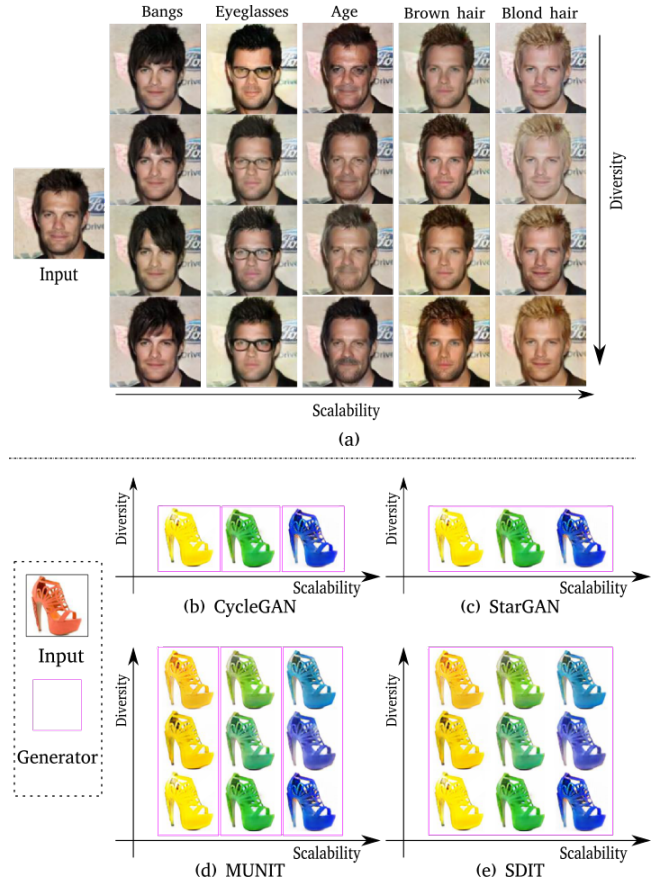 Bangs Eyeglasses Age Brown hair Blond hair
Diversity
Input
Scalability
(a)
Diversity
Scalability
(b) CycleGAN
Diversity
Scalability
(c) StarGAN
Input
Generator
Diversity
Scalability
(d) MUNIT
Diversity
Scalability
(e) SDIT